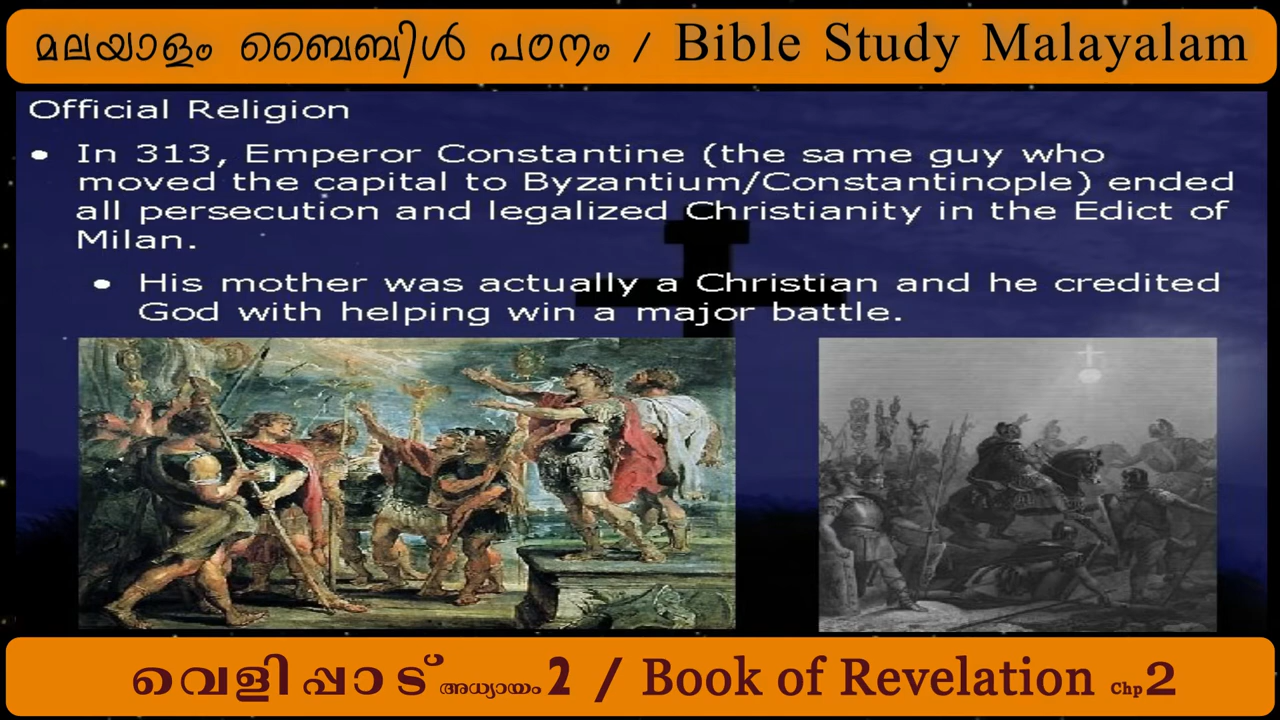 മലയാളം ബൈബിൾ പഠനം / Bible Study Malayalam
Official Religion
• In 313, Emperor Constantine (the same guy who
moved the capital to Byzantium/Constantinople) ended
all persecution and legalized Christianity in the Edict of
Milan.
• His mother was actually a Christian and he credited
God with helping win a major battle.
വെളിപ്പാട് അധ്യായം 2 / Book of Revelation Chp 2